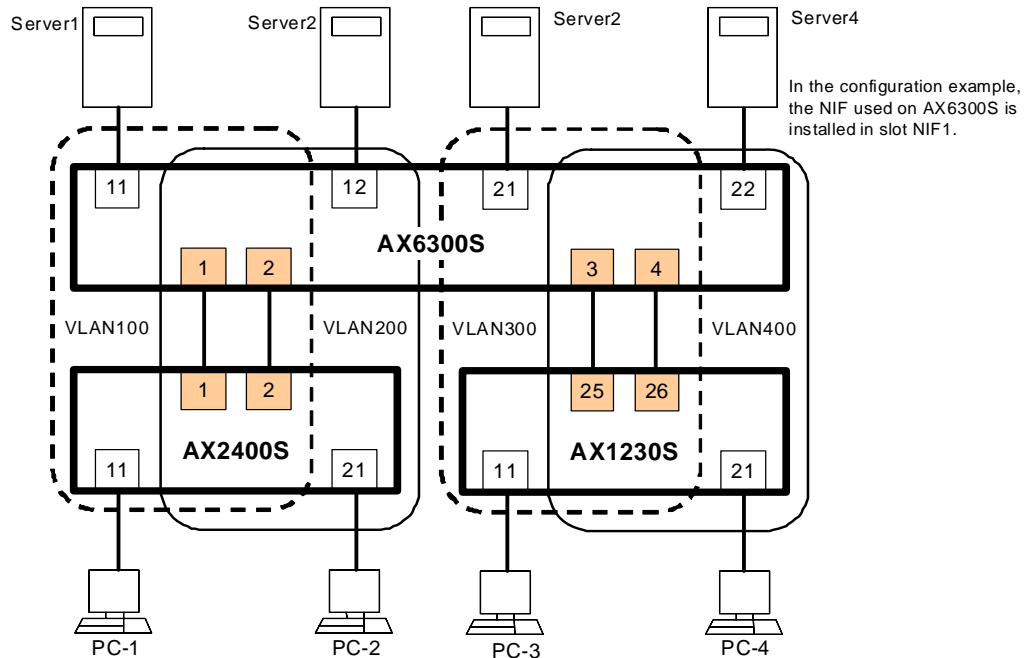 Server1
Server2
Server2
Server4
In the configuration example,
the NIF used on AX6300S is
installed in slot NIF1.
11
12
21
22
AX6300S
1
2
3
4
VLAN100
VLAN200
VLAN300
VLAN400
1
2
25
26
AX2400S
AX1230S
11
21
11
21
PC-1
PC-2
PC-3
PC-4